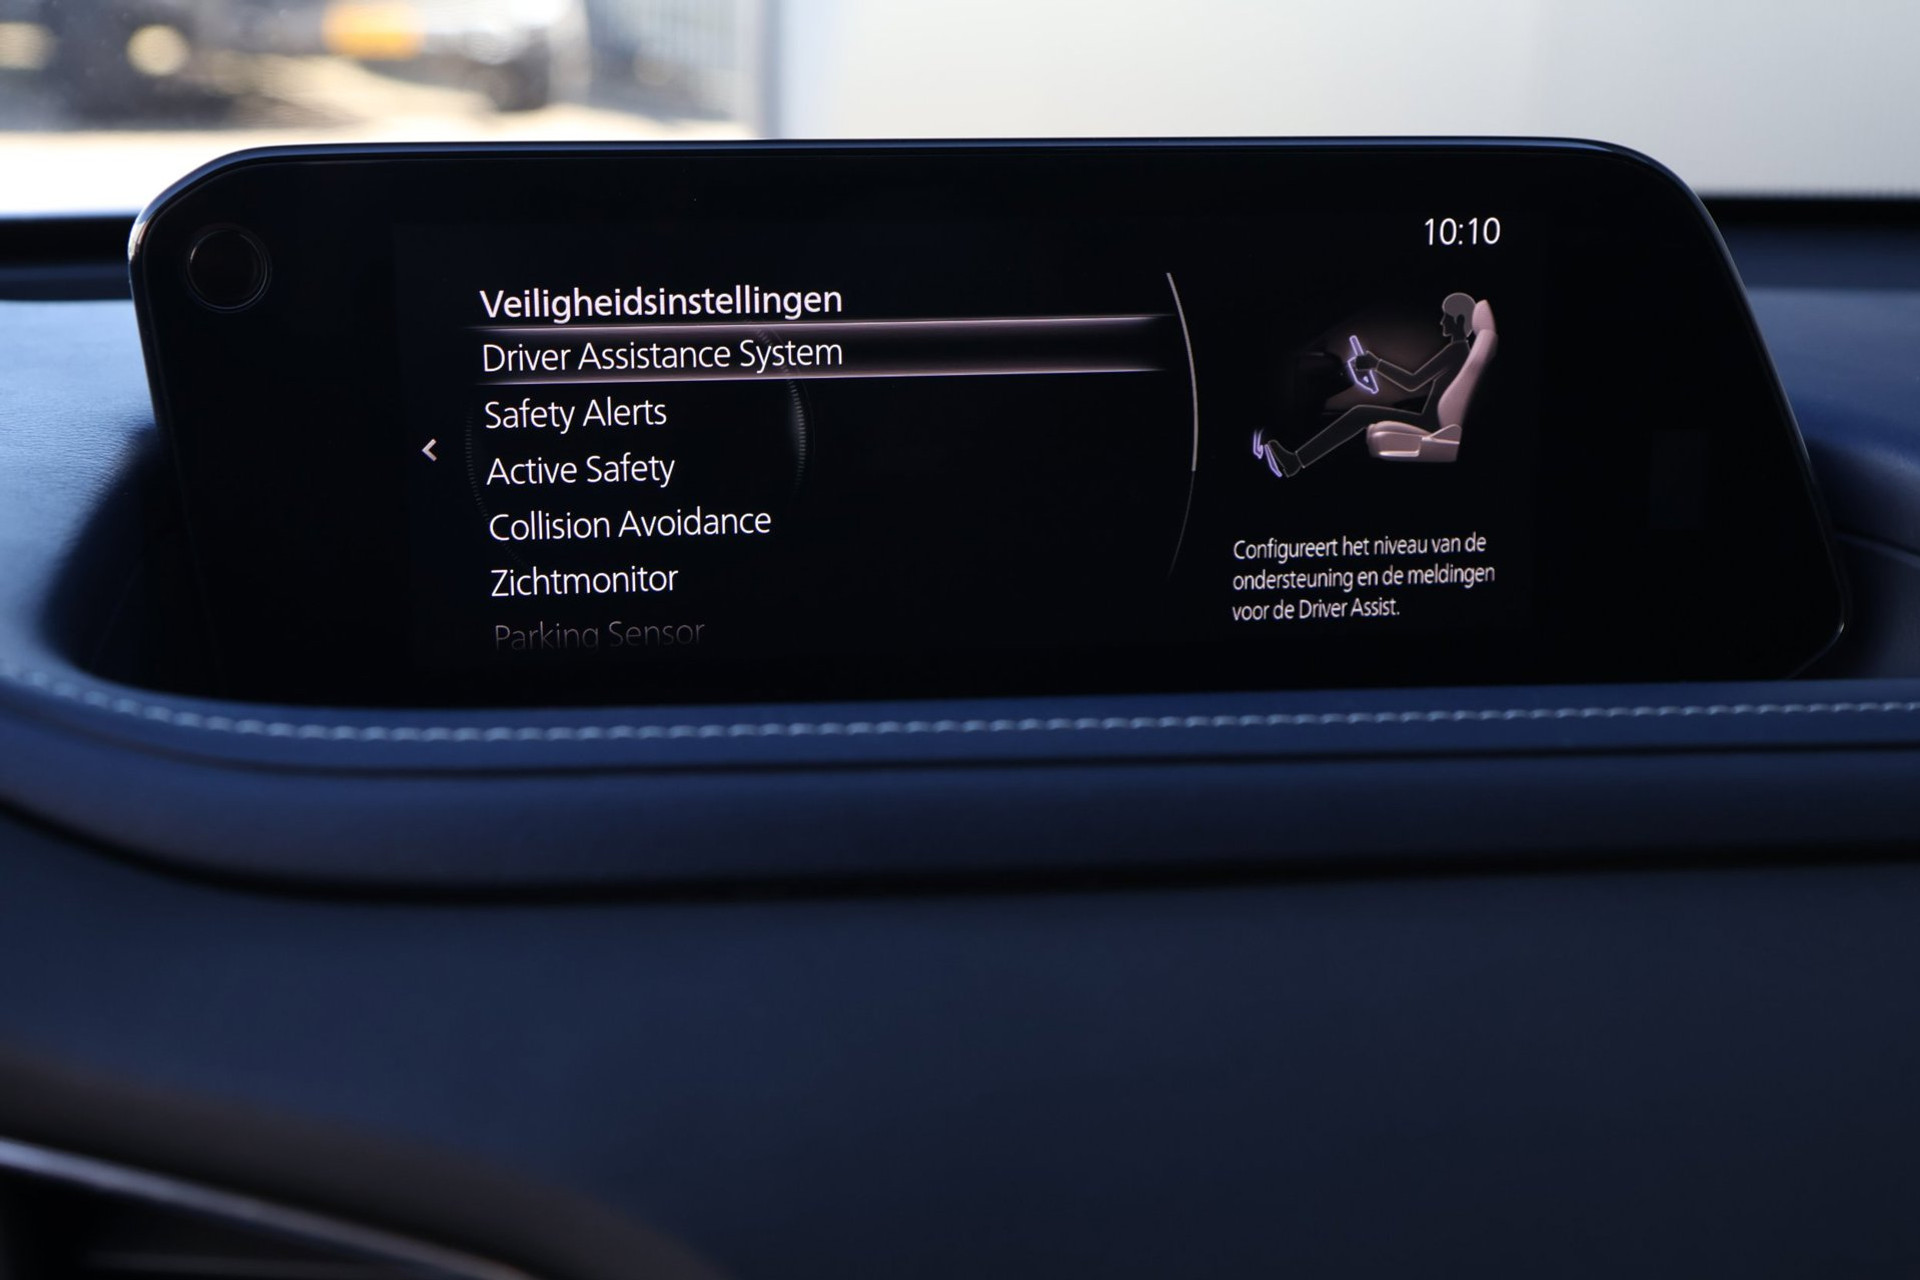 10:10
Veiligheidsinstellingen
Driver Assistance System
Safety Alerts
Active Safety
Collision Avoidance
Zichtmonitor
Parking Sensor
Configureert het niveau van de
ondersteuning en de meldingen
voor de Driver Assist.